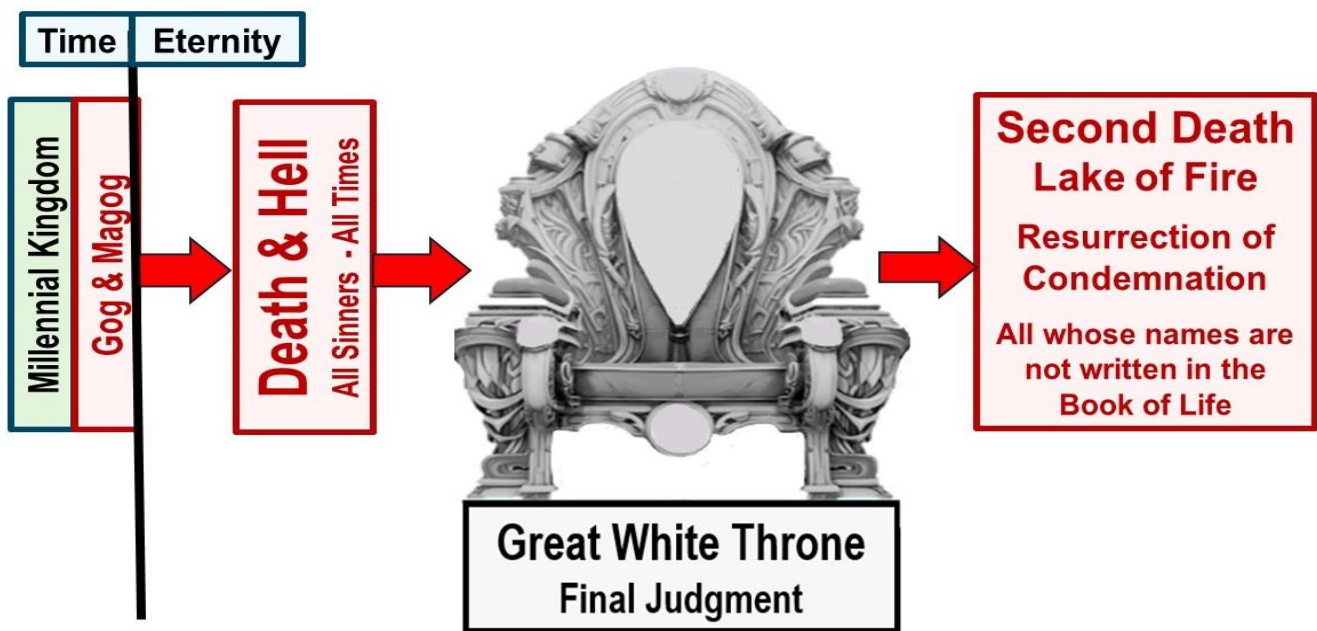 Time Eternity
Millennial Kingdom
Gog & Magog
Death & Hell
All Sinners - All Times
Great White Throne
Final Judgment
Second Death
Lake of Fire
Resurrection of
Condemnation
All whose names are
not written in the
Book of Life